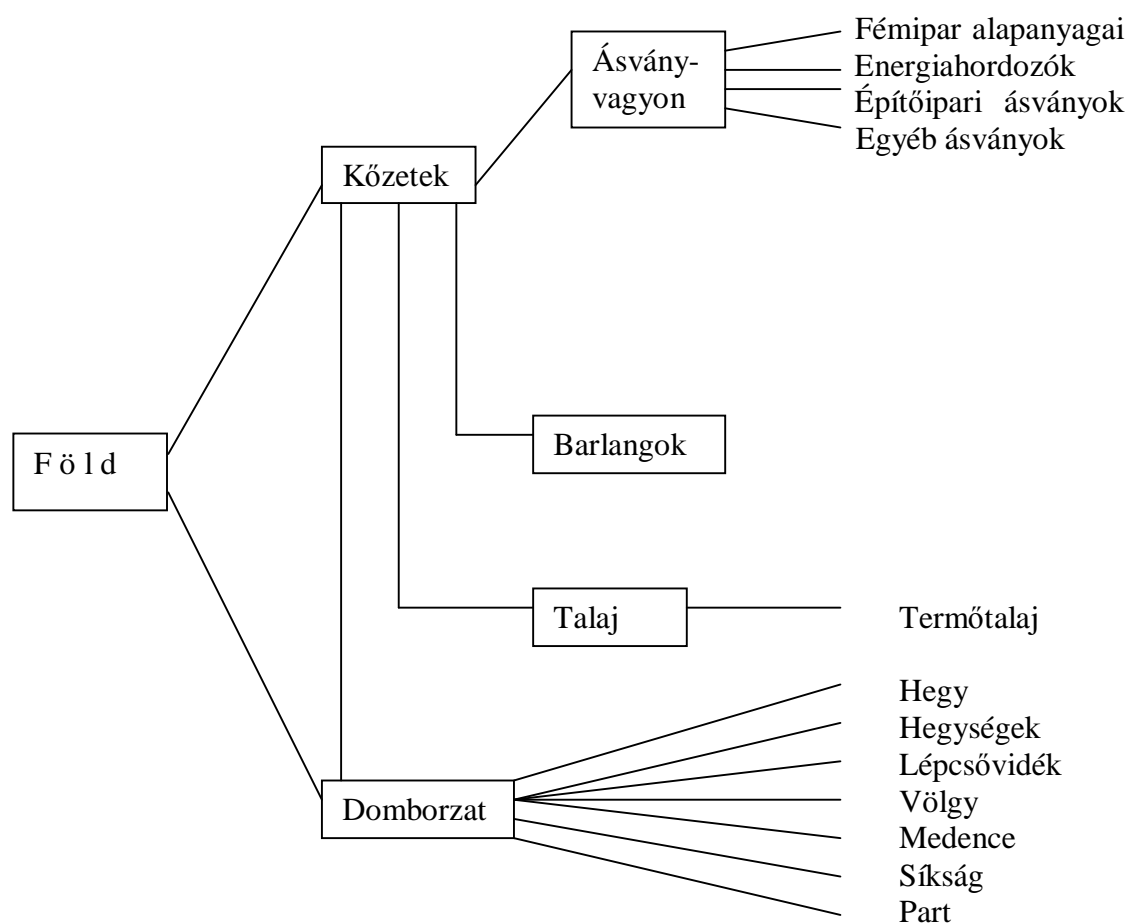 Fémipar alapanyagai
Ásvány-
vagyon
Energiahordozók
Építőipari ásványok
Egyéb ásványok
Kőzetek
Barlangok
F ö l d
Talaj
Termőtalaj
Hegy
Hegységek
Lépcsővidék
Domborzat
Völgy
Medence
Síkság
Part